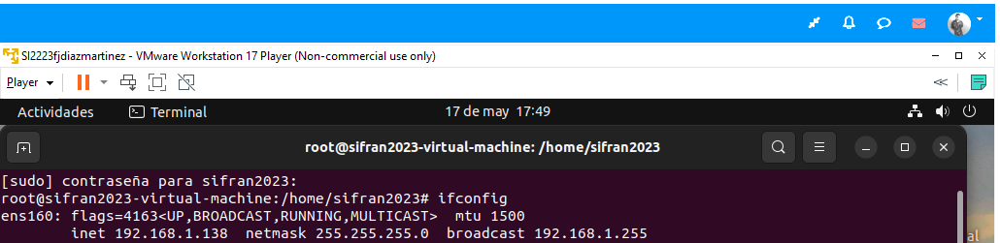 SI2223fjdiazmartinez - VMware Workstation 17 Player (Non-commercial use only)
Player
Actividades Terminal 17 de may 17:49
root@sifran2023-virtual-machine: /home/sifran2023
[sudo] contraseña para sifran2023:
root@sifran2023-virtual-machine:/home/sifran2023# ifconfig
ens160: flags=4163<UP,BROADCAST,RUNNING,MULTICAST>  mtu 1500
        inet 192.168.1.138  netmask 255.255.255.0  broadcast 192.168.1.255
al